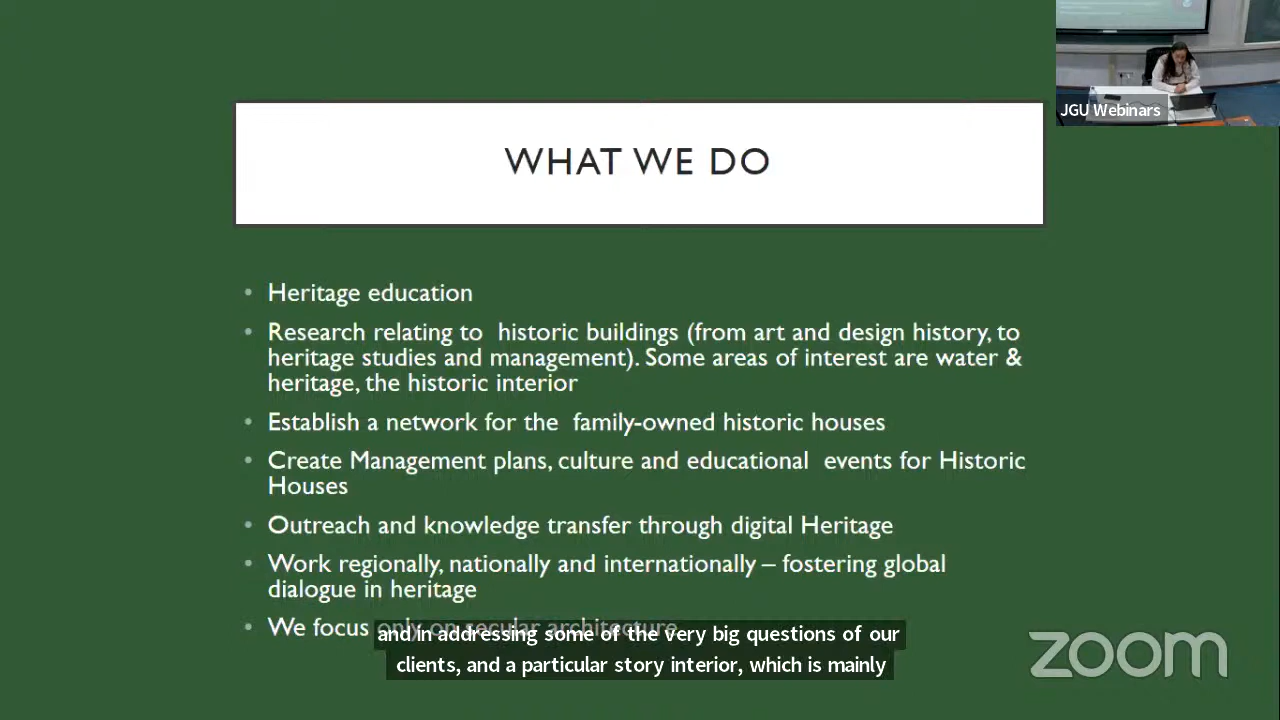 JGU Webinars
WHAT WE DO
• Heritage education
• Research relating to historic buildings (from art and design history, to
heritage studies and management). Some areas of interest are water &
heritage, the historic interior
• Establish a network for the family-owned historic houses
• Create Management plans, culture and educational events for Historic
Houses
• Outreach and knowledge transfer through digital Heritage
• Work regionally, nationally and internationally – fostering global
dialogue in heritage
• We focus only on secular architecture
and in addressing some of the very big questions of our
clients, and a particular story interior, which is mainly
zoom